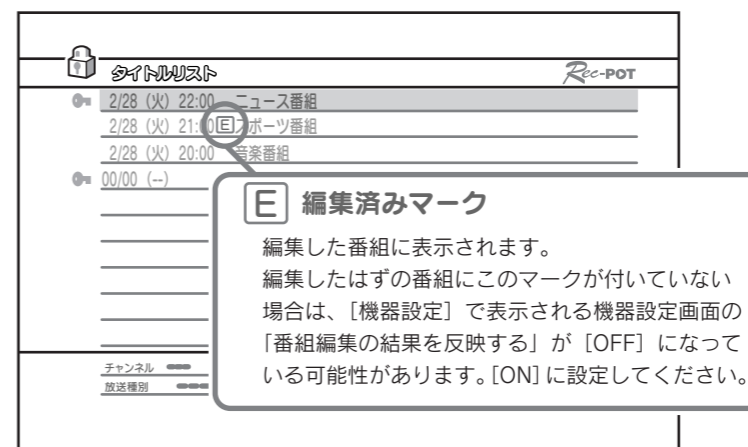 タイトルリスト
Rec-POT
2/28（火）22:00 ニュース番組
2/28（火）21:00Eスポーツ番組
2/28（火）20:00 音楽番組
00/00（--）
E 編集済みマーク
編集した番組に表示されます。
編集したはずの番組にこのマークが付いていない
場合は、［機器設定］で表示される機器設定画面の
「番組編集の結果を反映する」が［OFF］になって
いる可能性があります。［ON］に設定してください。
チャンネル
放送種別